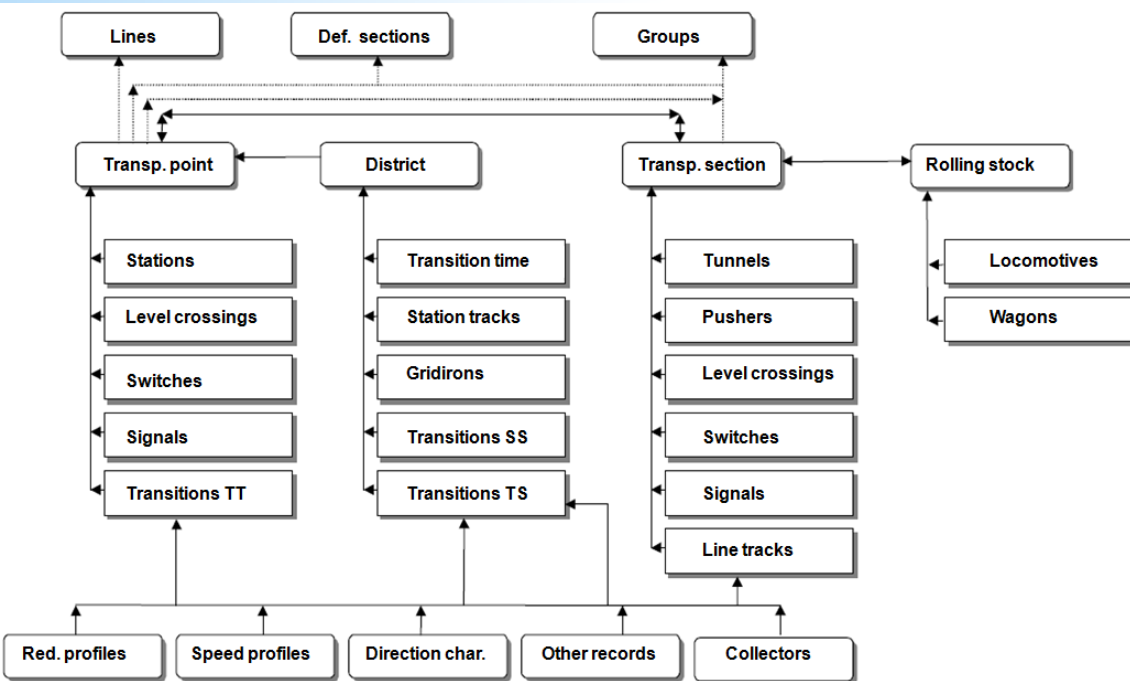 Lines
Def. sections
Groups
Transp. point
District
Transp. section
Rolling stock
Stations
Transition time
Tunnels
Locomotives
Level crossings
Station tracks
Pushers
Wagons
Switches
Gridirons
Level crossings
Signals
Transitions SS
Switches
Transitions TT
Transitions TS
Signals
Line tracks
Red. profiles
Speed profiles
Direction char.
Other records
Collectors